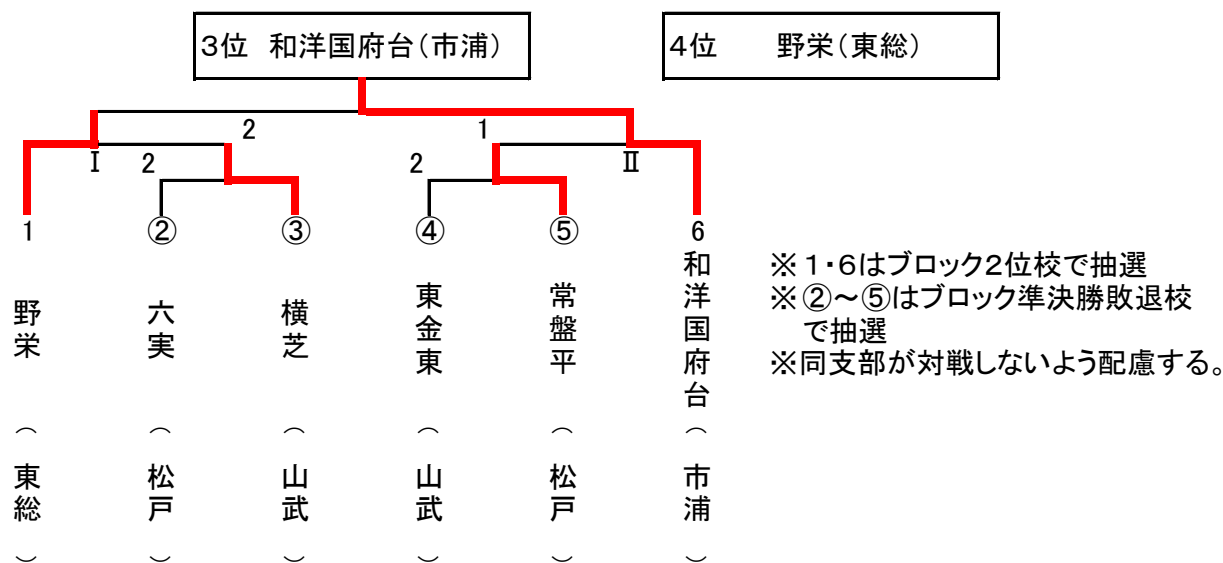 3位 和洋国府台(市浦)
4位 野栄(東総)
2
1
Ⅰ
2
2
Ⅱ
1
②
③
④
⑤
6
野栄(東総)
六実(松戸)
横芝(山武)
東金東(山武)
常盤平(松戸)
和洋国府台(市浦)
※1・6はブロック2位校で抽選
※②～⑤はブロック準決勝敗退校
で抽選
※同支部が対戦しないよう配慮する。